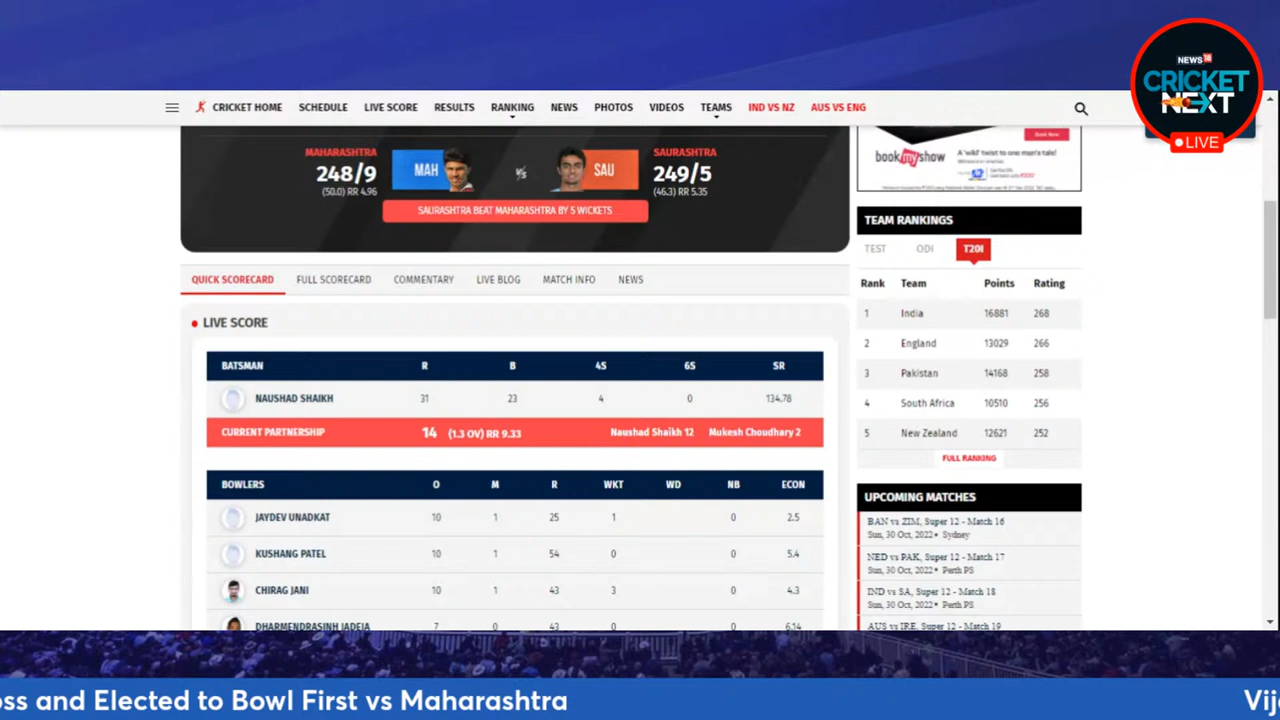 NEWS18
CRICKET
NEXT
LIVE
CRICKET HOME SCHEDULE LIVE SCORE RESULTS RANKING NEWS PHOTOS VIDEOS TEAMS IND VS NZ AUS VS ENG
MAHARASHTRA
248/9
(50.0) RR 4.96
MAH
VS
SAU
SAURASHTRA
249/5
(46.3) RR 5.35
SAURASHTRA BEAT MAHARASHTRA BY 5 WICKETS
Book Now
bookmyshow
A 'wild' twist to one man's tale!
QUICK SCORECARD FULL SCORECARD COMMENTARY LIVE BLOG MATCH INFO NEWS
LIVE SCORE
BATSMAN R B 4S 6S SR
NAUSHAD SHAIKH 31 23 4 0 134.78
CURRENT PARTNERSHIP 14 (1.3 OV) RR 9.33 Naushad Shaikh 12 Mukesh Choudhary 2
BOWLERS O M R WKT WD NB ECON
JAYDEV UNADKAT 10 1 25 1 0 2.5
KUSHANG PATEL 10 1 54 0 0 5.4
CHIRAG JANI 10 1 43 3 0 4.3
DHARMENDRASINH JADEJA 7 0 43 0 0 6.14
TEAM RANKINGS
TEST ODI T20I
Rank Team Points Rating
1 India 16881 268
2 England 13029 266
3 Pakistan 14168 258
4 South Africa 10510 256
5 New Zealand 12621 252
FULL RANKING
UPCOMING MATCHES
BAN vs ZIM, Super 12 - Match 16
Sun, 30 Oct, 2022 • Sydney
NED vs PAK, Super 12 - Match 17
Sun, 30 Oct, 2022 • Perth PS
IND vs SA, Super 12 - Match 18
Sun, 30 Oct, 2022 • Perth PS
AUS vs IRE, Super 12 - Match 19
oss and Elected to Bowl First vs Maharashtra Vij